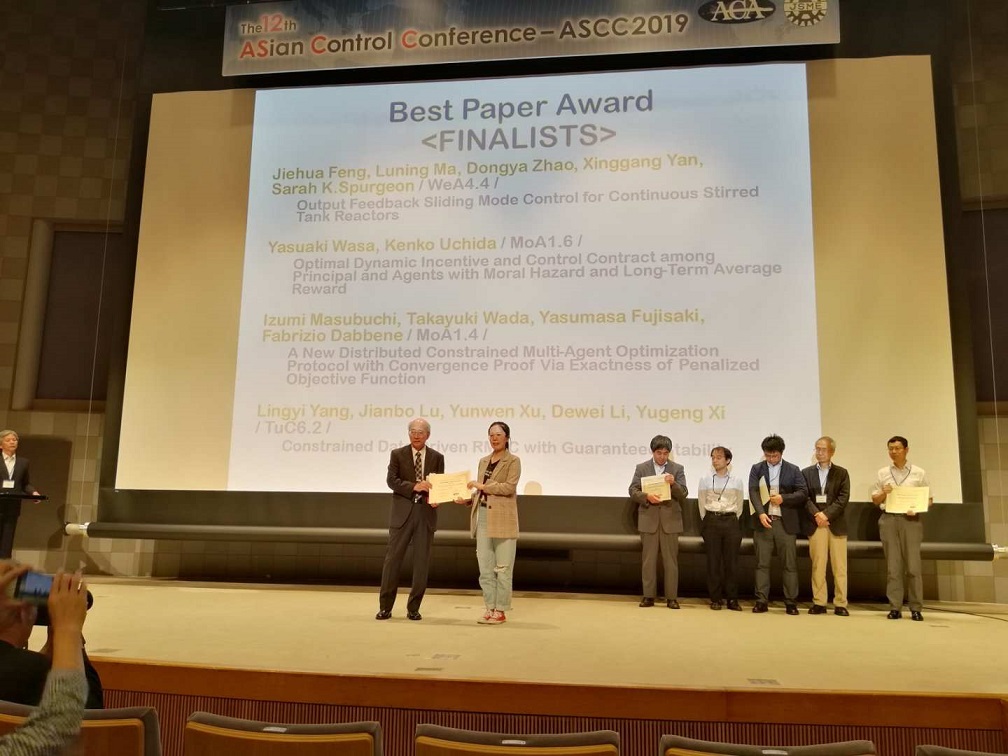 The 12th
ASian Control Conference – ASCC2019
ACA
JSME
Best Paper Award
<FINALISTS>
Jiehua Feng, Luning Ma, Dongya Zhao, Xinggang Yan,
Sarah K.Spurgeon / WeA4.4 /
Output Feedback Sliding Mode Control for Continuous Stirred
Tank Reactors
Yasuaki Wasa, Kenko Uchida / MoA1.6 /
Optimal Dynamic Incentive and Control Contract among
Principal and Agents with Moral Hazard and Long-Term Average
Reward
Izumi Masubuchi, Takayuki Wada, Yasumasa Fujisaki,
Fabrizio Dabbene / MoA1.4 /
A New Distributed Constrained Multi-Agent Optimization
Protocol with Convergence Proof Via Exactness of Penalized
Objective Function
Lingyi Yang, Jianbo Lu, Yunwen Xu, Dewei Li, Yugeng Xi
/ TuC6.2 /
Constrained with Guaranteed